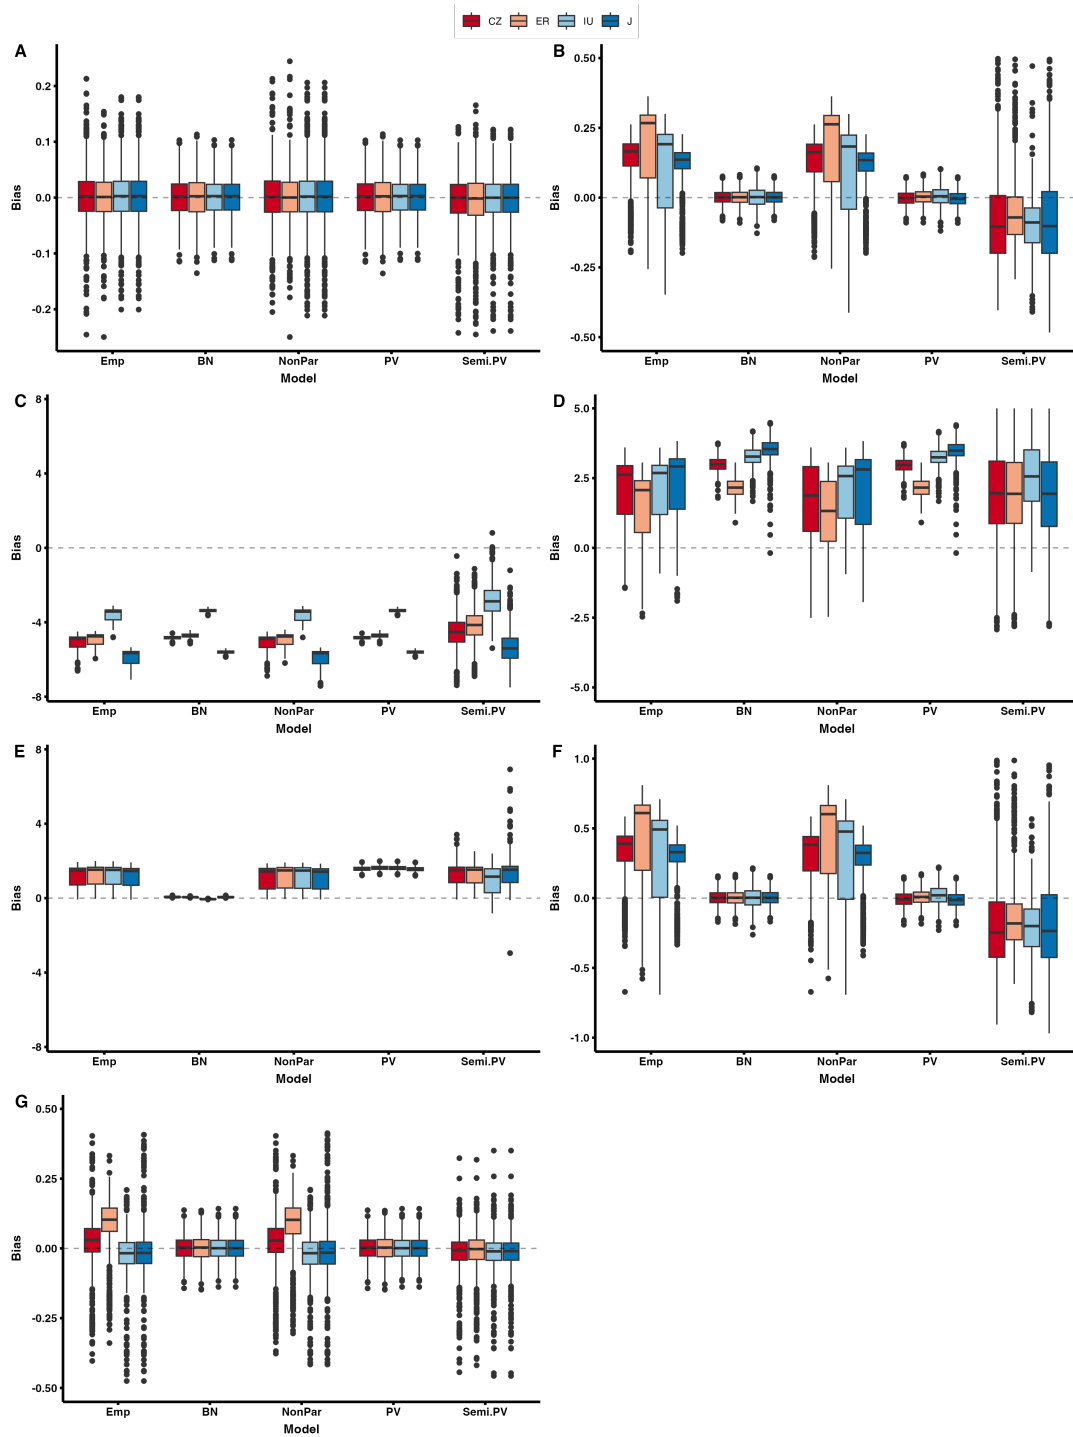 CZ ER IU J
A
0.2
0.1
0.0
-0.1
-0.2
Bias
Emp BN NonPar PV Semi.PV
Model
B
0.50
0.25
0.00
-0.25
-0.50
Bias
Emp BN NonPar PV Semi.PV
Model
C
8
4
0
-4
-8
Bias
Emp BN NonPar PV Semi.PV
Model
D
5.0
2.5
0.0
-2.5
-5.0
Bias
Emp BN NonPar PV Semi.PV
Model
E
8
4
0
-4
-8
Bias
Emp BN NonPar PV Semi.PV
Model
F
1.0
0.5
0.0
-0.5
-1.0
Bias
Emp BN NonPar PV Semi.PV
Model
G
0.50
0.25
0.00
-0.25
-0.50
Bias
Emp BN NonPar PV Semi.PV
Model